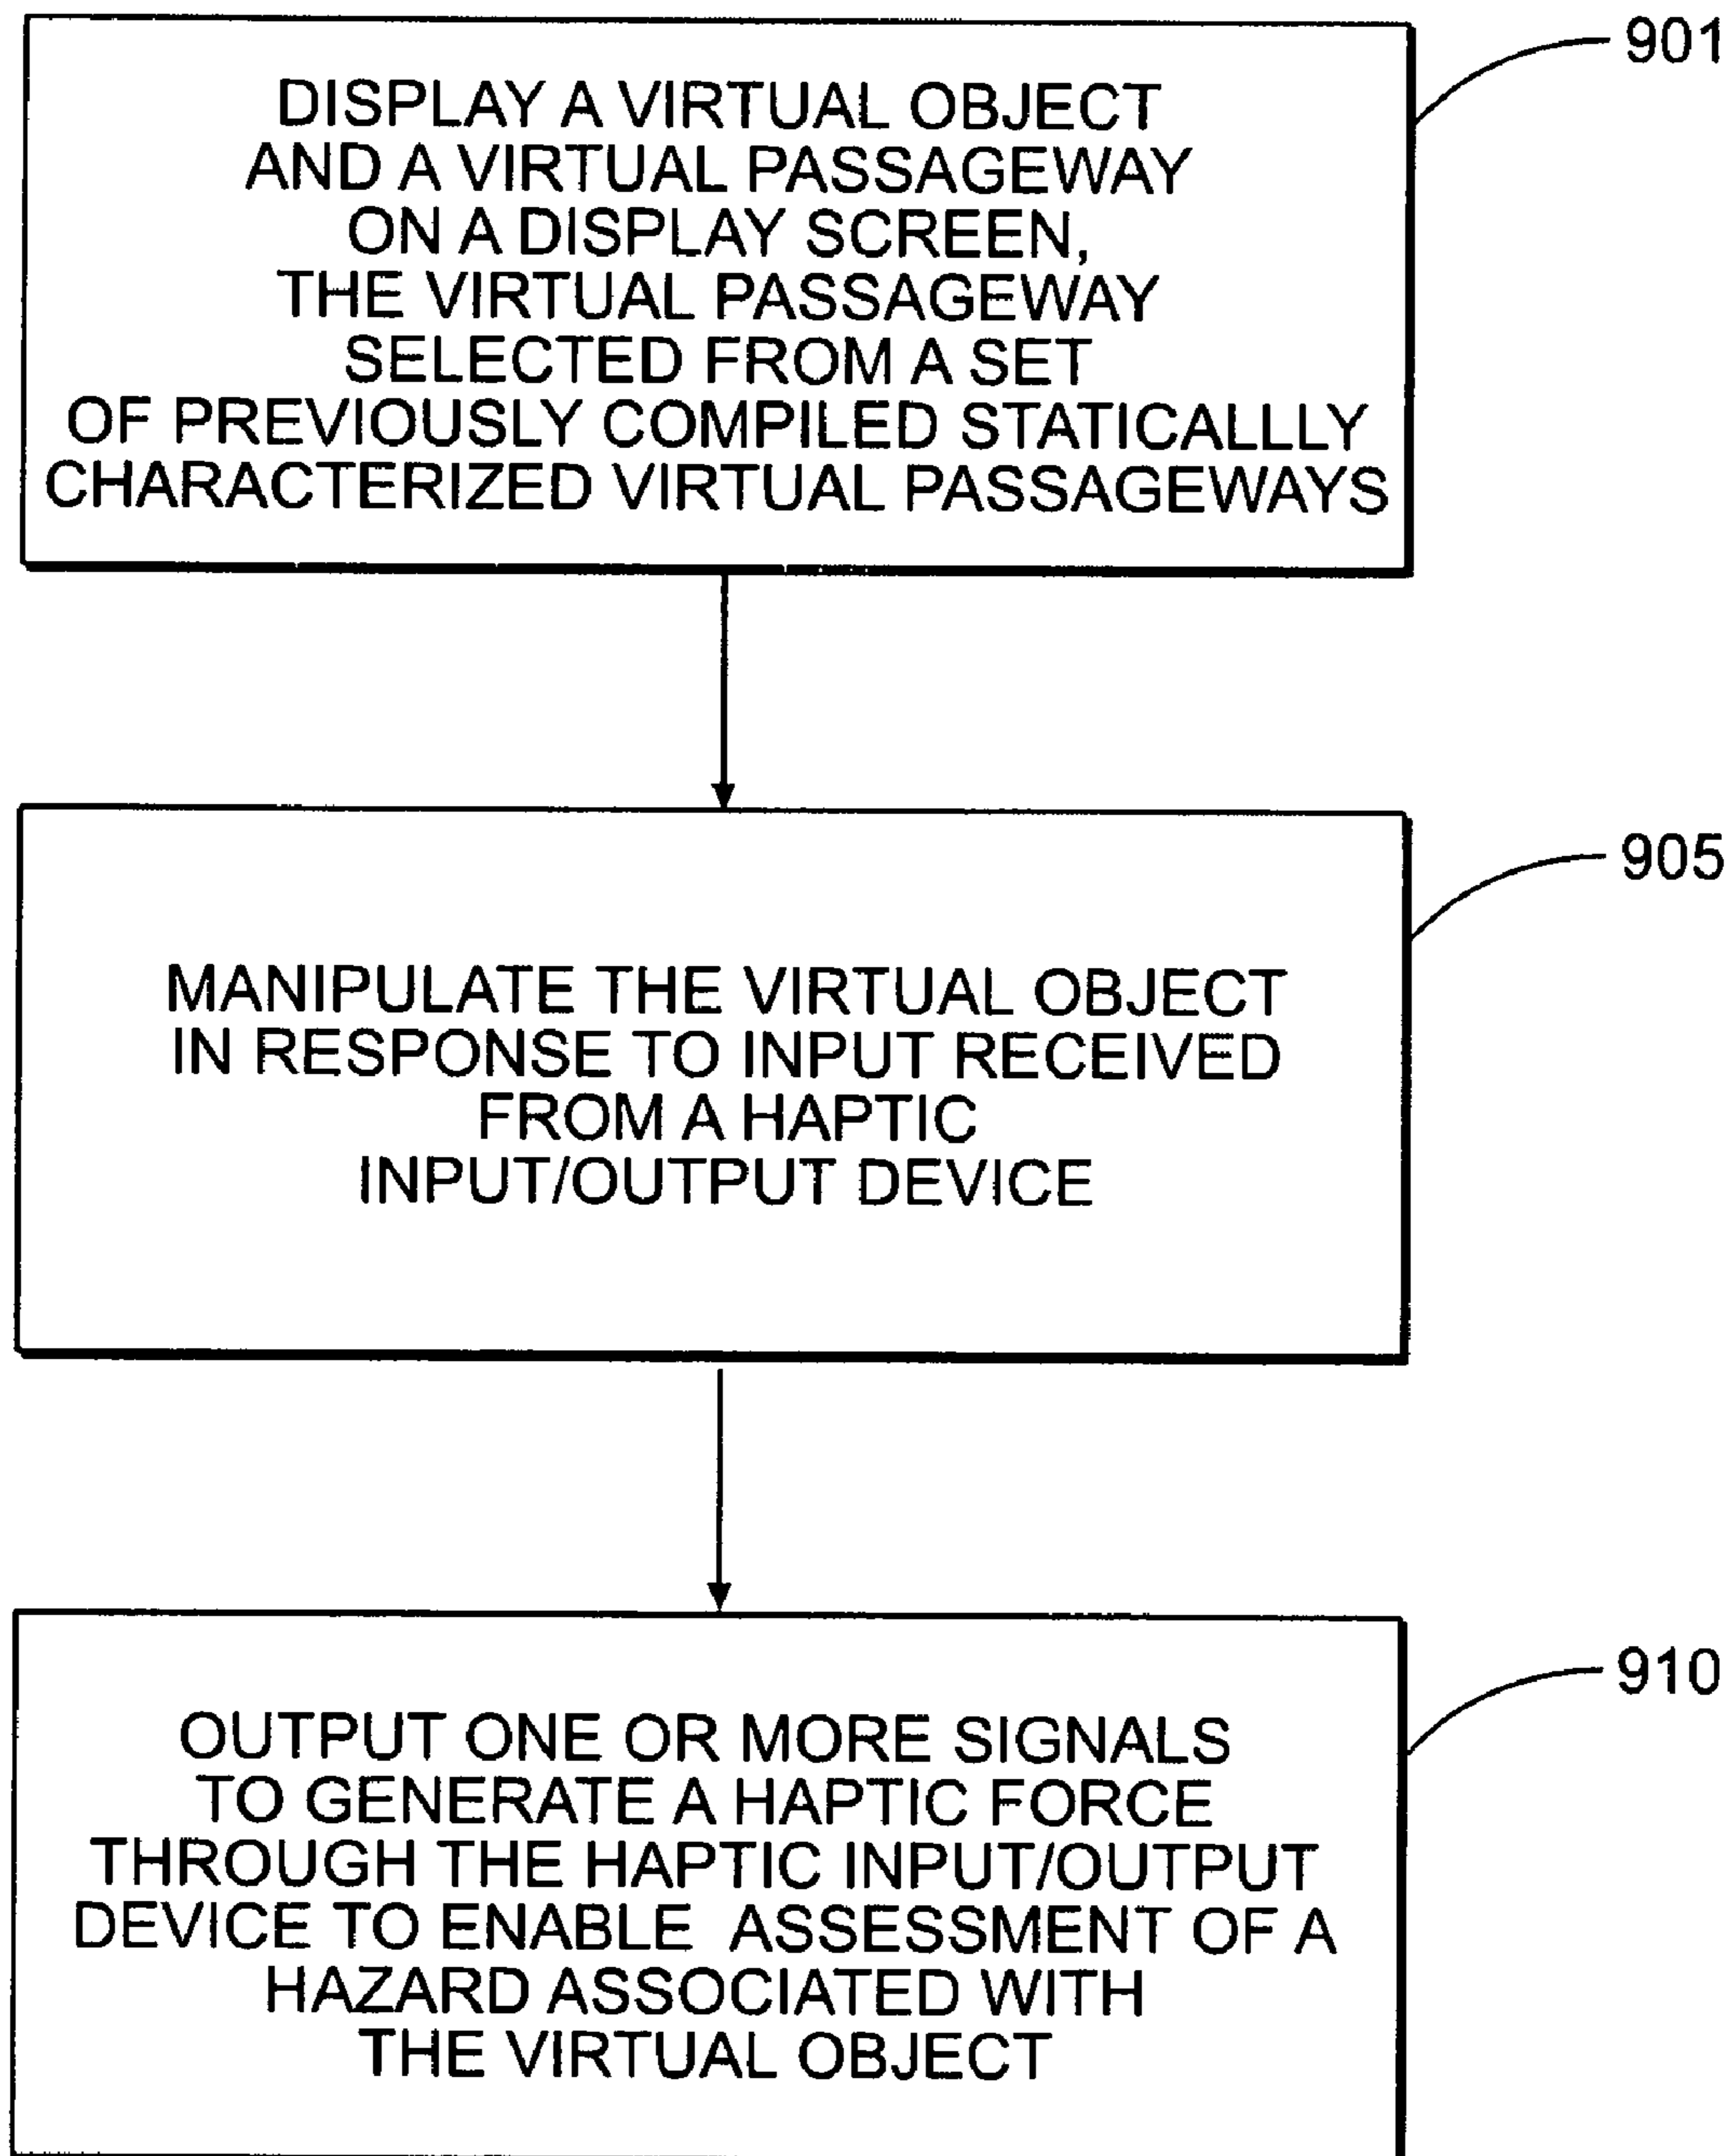 901
DISPLAY A VIRTUAL OBJECT
AND A VIRTUAL PASSAGEWAY
ON A DISPLAY SCREEN,
THE VIRTUAL PASSAGEWAY
SELECTED FROM A SET
OF PREVIOUSLY COMPILED STATICALLLY
CHARACTERIZED VIRTUAL PASSAGEWAYS
905
MANIPULATE THE VIRTUAL OBJECT
IN RESPONSE TO INPUT RECEIVED
FROM A HAPTIC
INPUT/OUTPUT DEVICE
910
OUTPUT ONE OR MORE SIGNALS
TO GENERATE A HAPTIC FORCE
THROUGH THE HAPTIC INPUT/OUTPUT
DEVICE TO ENABLE ASSESSMENT OF A
HAZARD ASSOCIATED WITH
THE VIRTUAL OBJECT